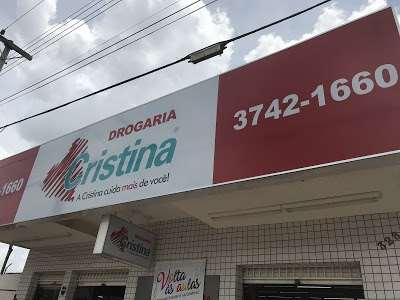 DROGARIA
Cristina
A Cristina cuida mais de você!
3742-1660
-1660
Cristina
Volta
às aulas